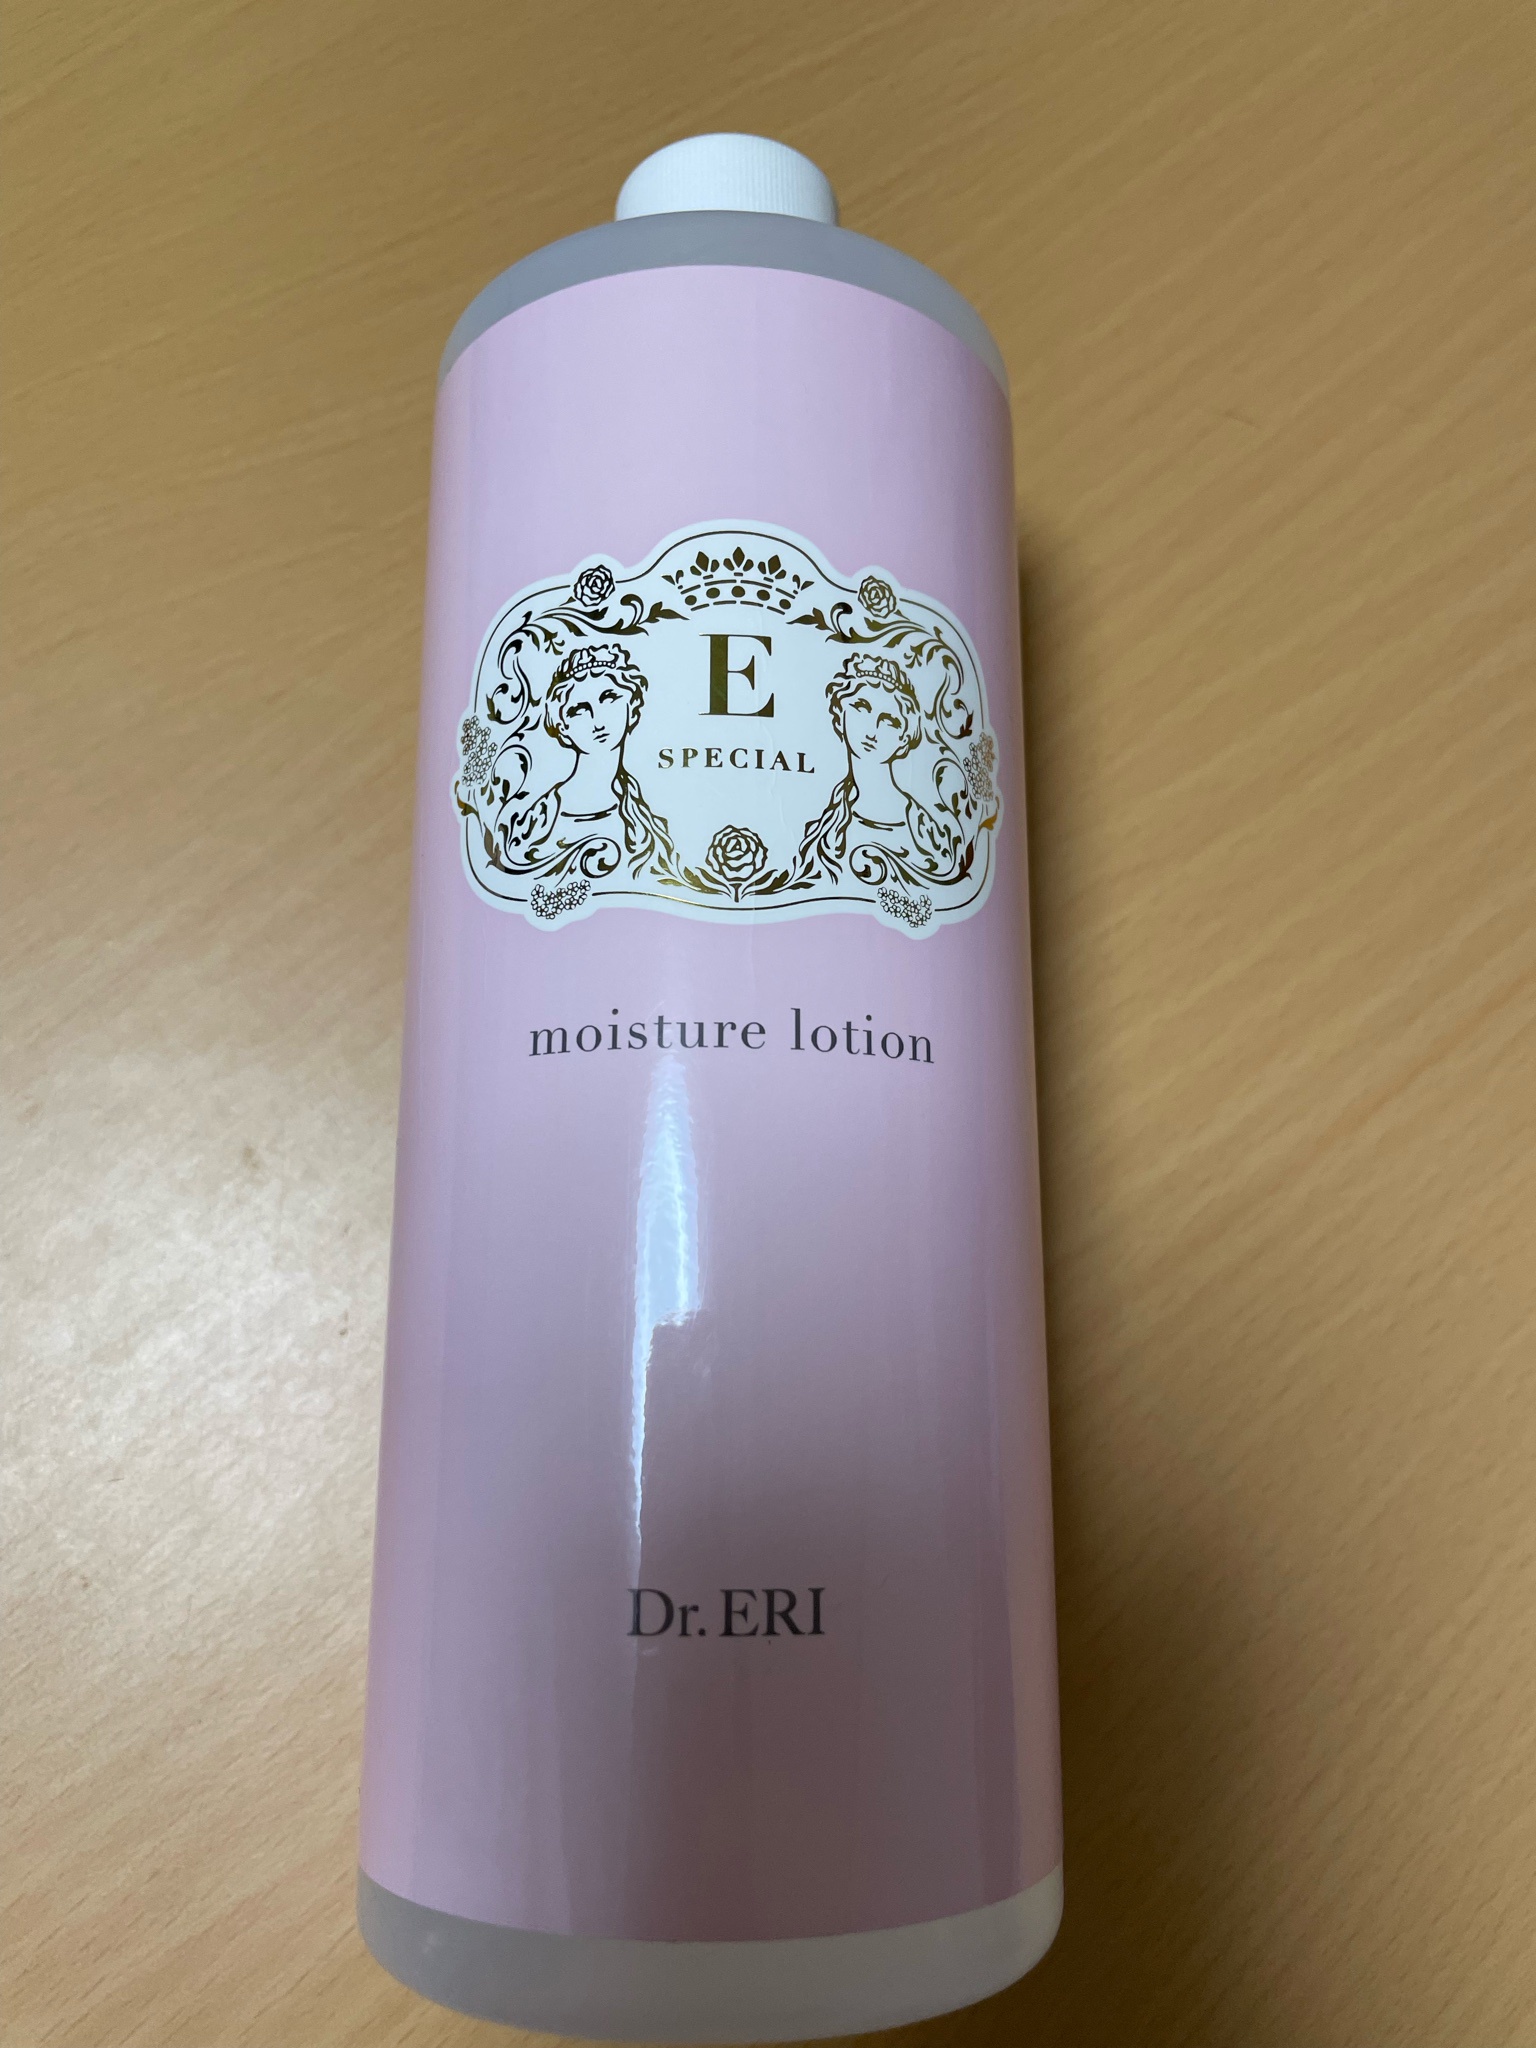 E
SPECIAL
moisture lotion
Dr. ERI